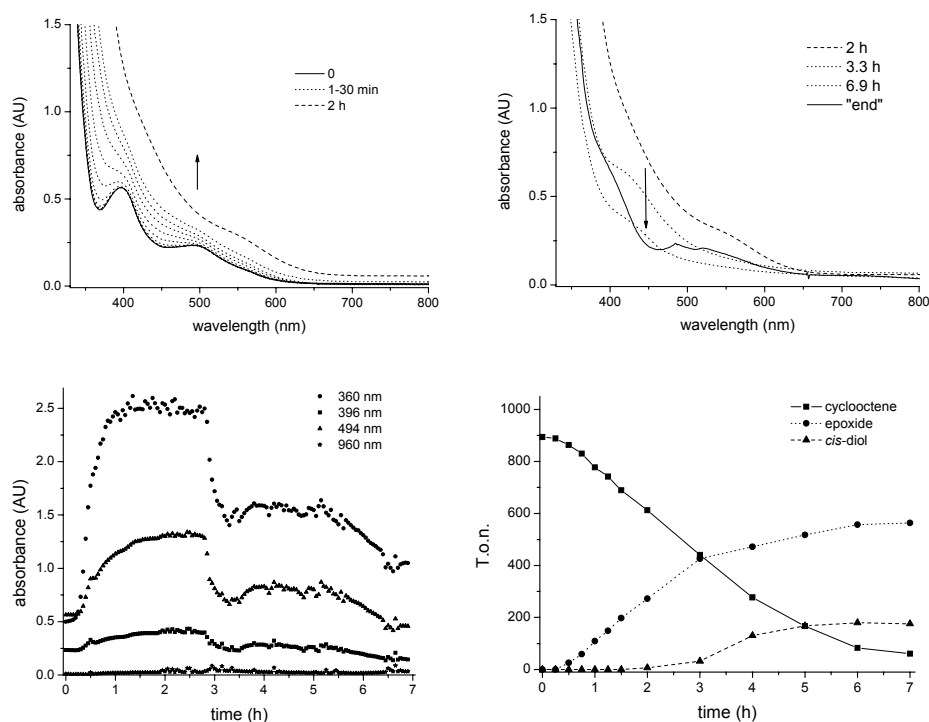 1.5
1.0
0.5
0.0
absorbance (AU)
400 500 600 700 800
wavelength (nm)
0
1-30 min
2 h
1.5
1.0
0.5
0.0
absorbance (AU)
400 500 600 700 800
wavelength (nm)
2 h
3.3 h
6.9 h
"end"
2.5
2.0
1.5
1.0
0.5
0.0
absorbance (AU)
0 1 2 3 4 5 6 7
time (h)
360 nm
396 nm
494 nm
960 nm
1000
800
600
400
200
0
T.o.n.
0 1 2 3 4 5 6 7
time (h)
cyclooctene
epoxide
cis-diol